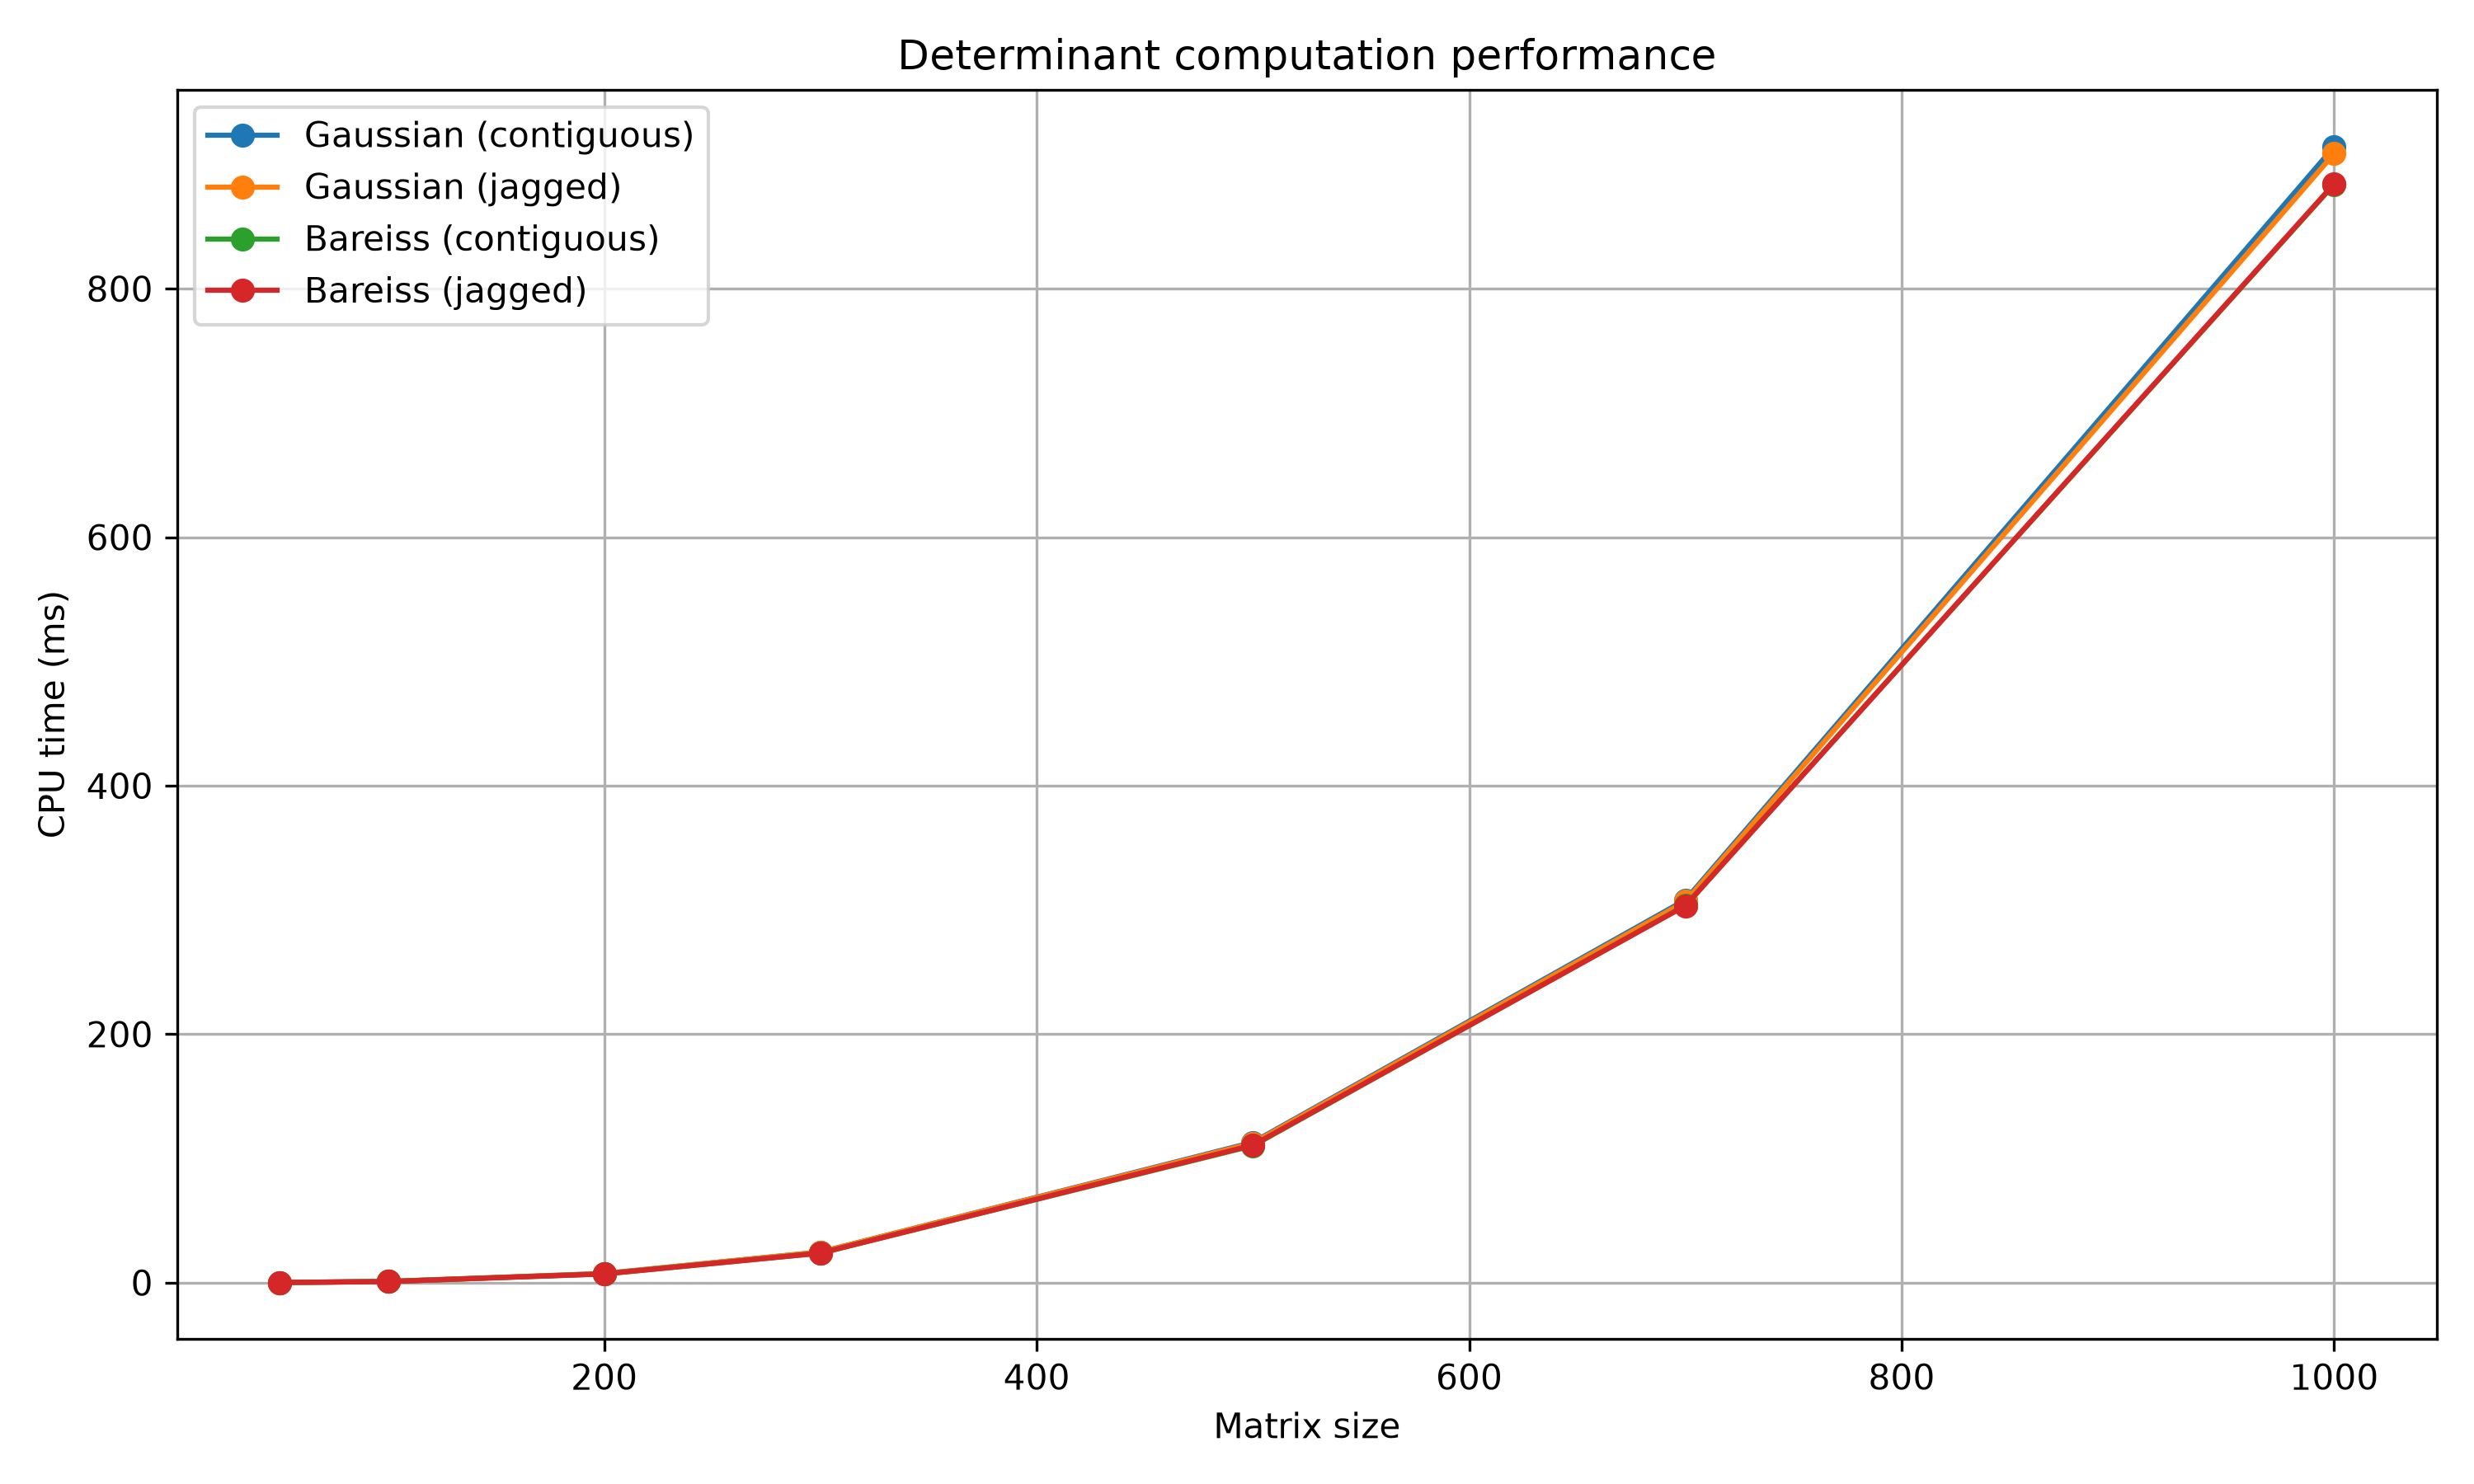 Determinant computation performance
Gaussian (contiguous)
Gaussian (jagged)
Bareiss (contiguous)
Bareiss (jagged)
800
600
400
200
0
CPU time (ms)
200
400
600
800
1000
Matrix size